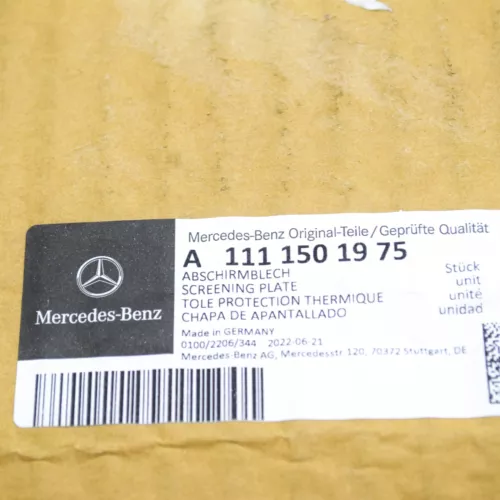 Mercedes-Benz Original-Teile/Geprüfte Qualität
A 111 150 19 75
ABSCHIRMBLECH Stück
SCREENING PLATE unit
TOLE PROTECTION THERMIQUE unité
CHAPA DE APANTALLADO unidad
Mercedes-Benz
Made in GERMANY
0100/2206/344 2022-06-21
Mercedes-Benz AG, Mercedesstr 120, 70372 Stuttgart, DE